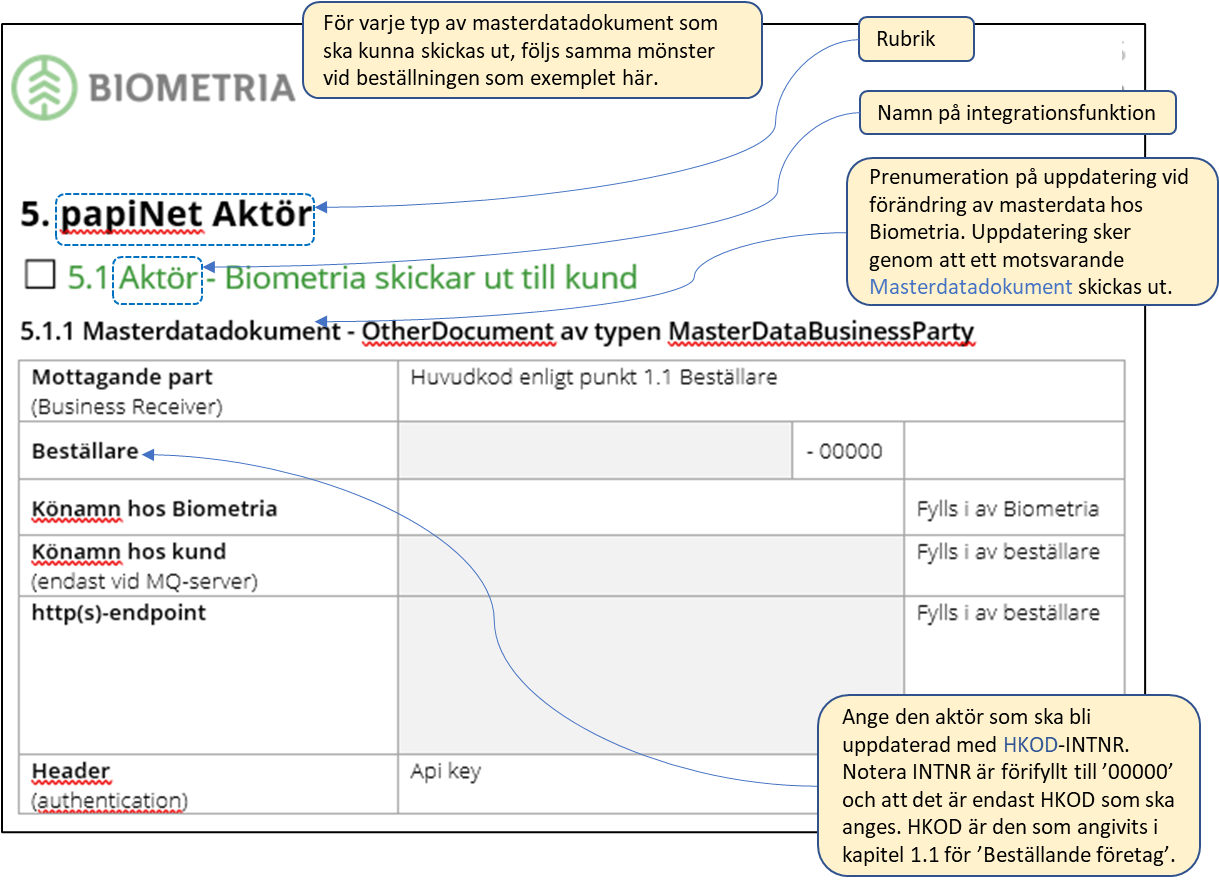 För varje typ av masterdatadokument som
ska kunna skickas ut, följs samma mönster
vid beställningen som exemplet här.
Rubrik
BIOMETRIA
Namn på integrationsfunktion
Prenumeration på uppdatering vid
förändring av masterdata hos
Biometria. Uppdatering sker
genom att ett motsvarande
Masterdatadokument skickas ut.
5. papiNet Aktör
5.1 Aktör - Biometria skickar ut till kund
5.1.1 Masterdatadokument - OtherDocument av typen MasterDataBusinessParty
Mottagande part
(Business Receiver)
Huvudkod enligt punkt 1.1 Beställare
Beställare
- 00000
Könamn hos Biometria
Fylls i av Biometria
Könamn hos kund
(endast vid MQ-server)
Fylls i av beställare
http(s)-endpoint
Fylls i av beställare
Header
(authentication)
Api key
Ange den aktör som ska bli
uppdaterad med HKOD-INTNR.
Notera INTNR är förifyllt till ’00000’
och att det är endast HKOD som ska
anges. HKOD är den som angivits i
kapitel 1.1 för ’Beställande företag’.